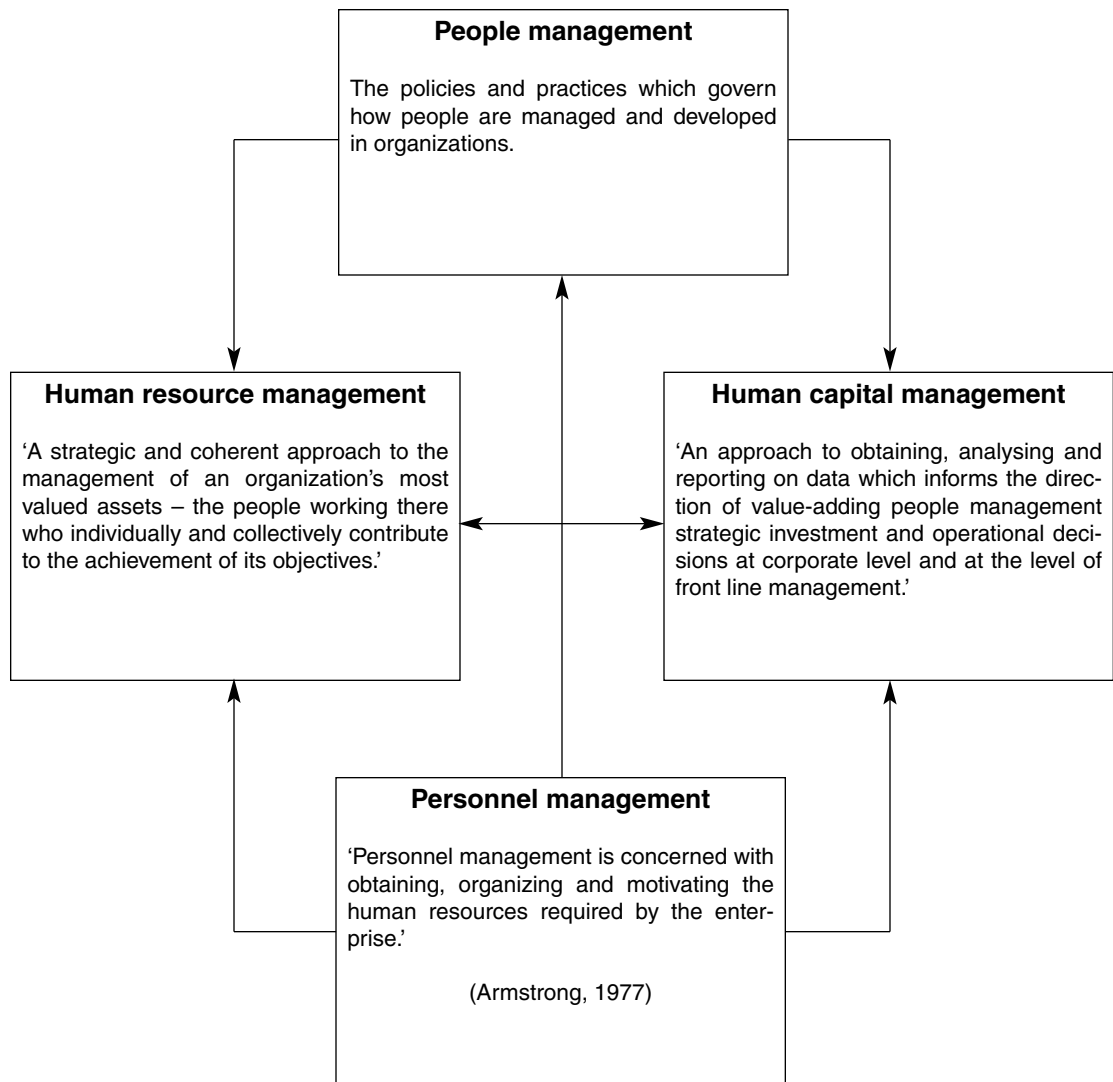 People management
The policies and practices which govern
how people are managed and developed
in organizations.
Human resource management
‘A strategic and coherent approach to the
management of an organization’s most
valued assets – the people working there
who individually and collectively contribute
to the achievement of its objectives.’
Human capital management
‘An approach to obtaining, analysing and
reporting on data which informs the direc-
tion of value-adding people management
strategic investment and operational deci-
sions at corporate level and at the level of
front line management.’
Personnel management
‘Personnel management is concerned with
obtaining, organizing and motivating the
human resources required by the enter-
prise.’
(Armstrong, 1977)